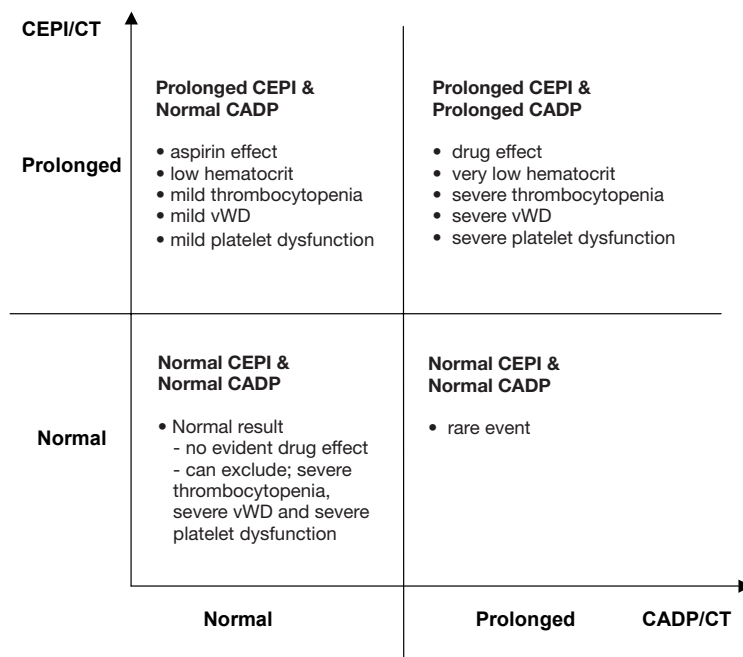 CEPI/CT
Prolonged CEPI &
Normal CADP
• aspirin effect
• low hematocrit
• mild thrombocytopenia
• mild vWD
• mild platelet dysfunction
Prolonged CEPI &
Prolonged CADP
• drug effect
• very low hematocrit
• severe thrombocytopenia
• severe vWD
• severe platelet dysfunction
Prolonged
Normal CEPI &
Normal CADP
• Normal result
- no evident drug effect
- can exclude; severe
thrombocytopenia,
severe vWD and severe
platelet dysfunction
Normal CEPI &
Normal CADP
• rare event
Normal
Normal
Prolonged
CADP/CT